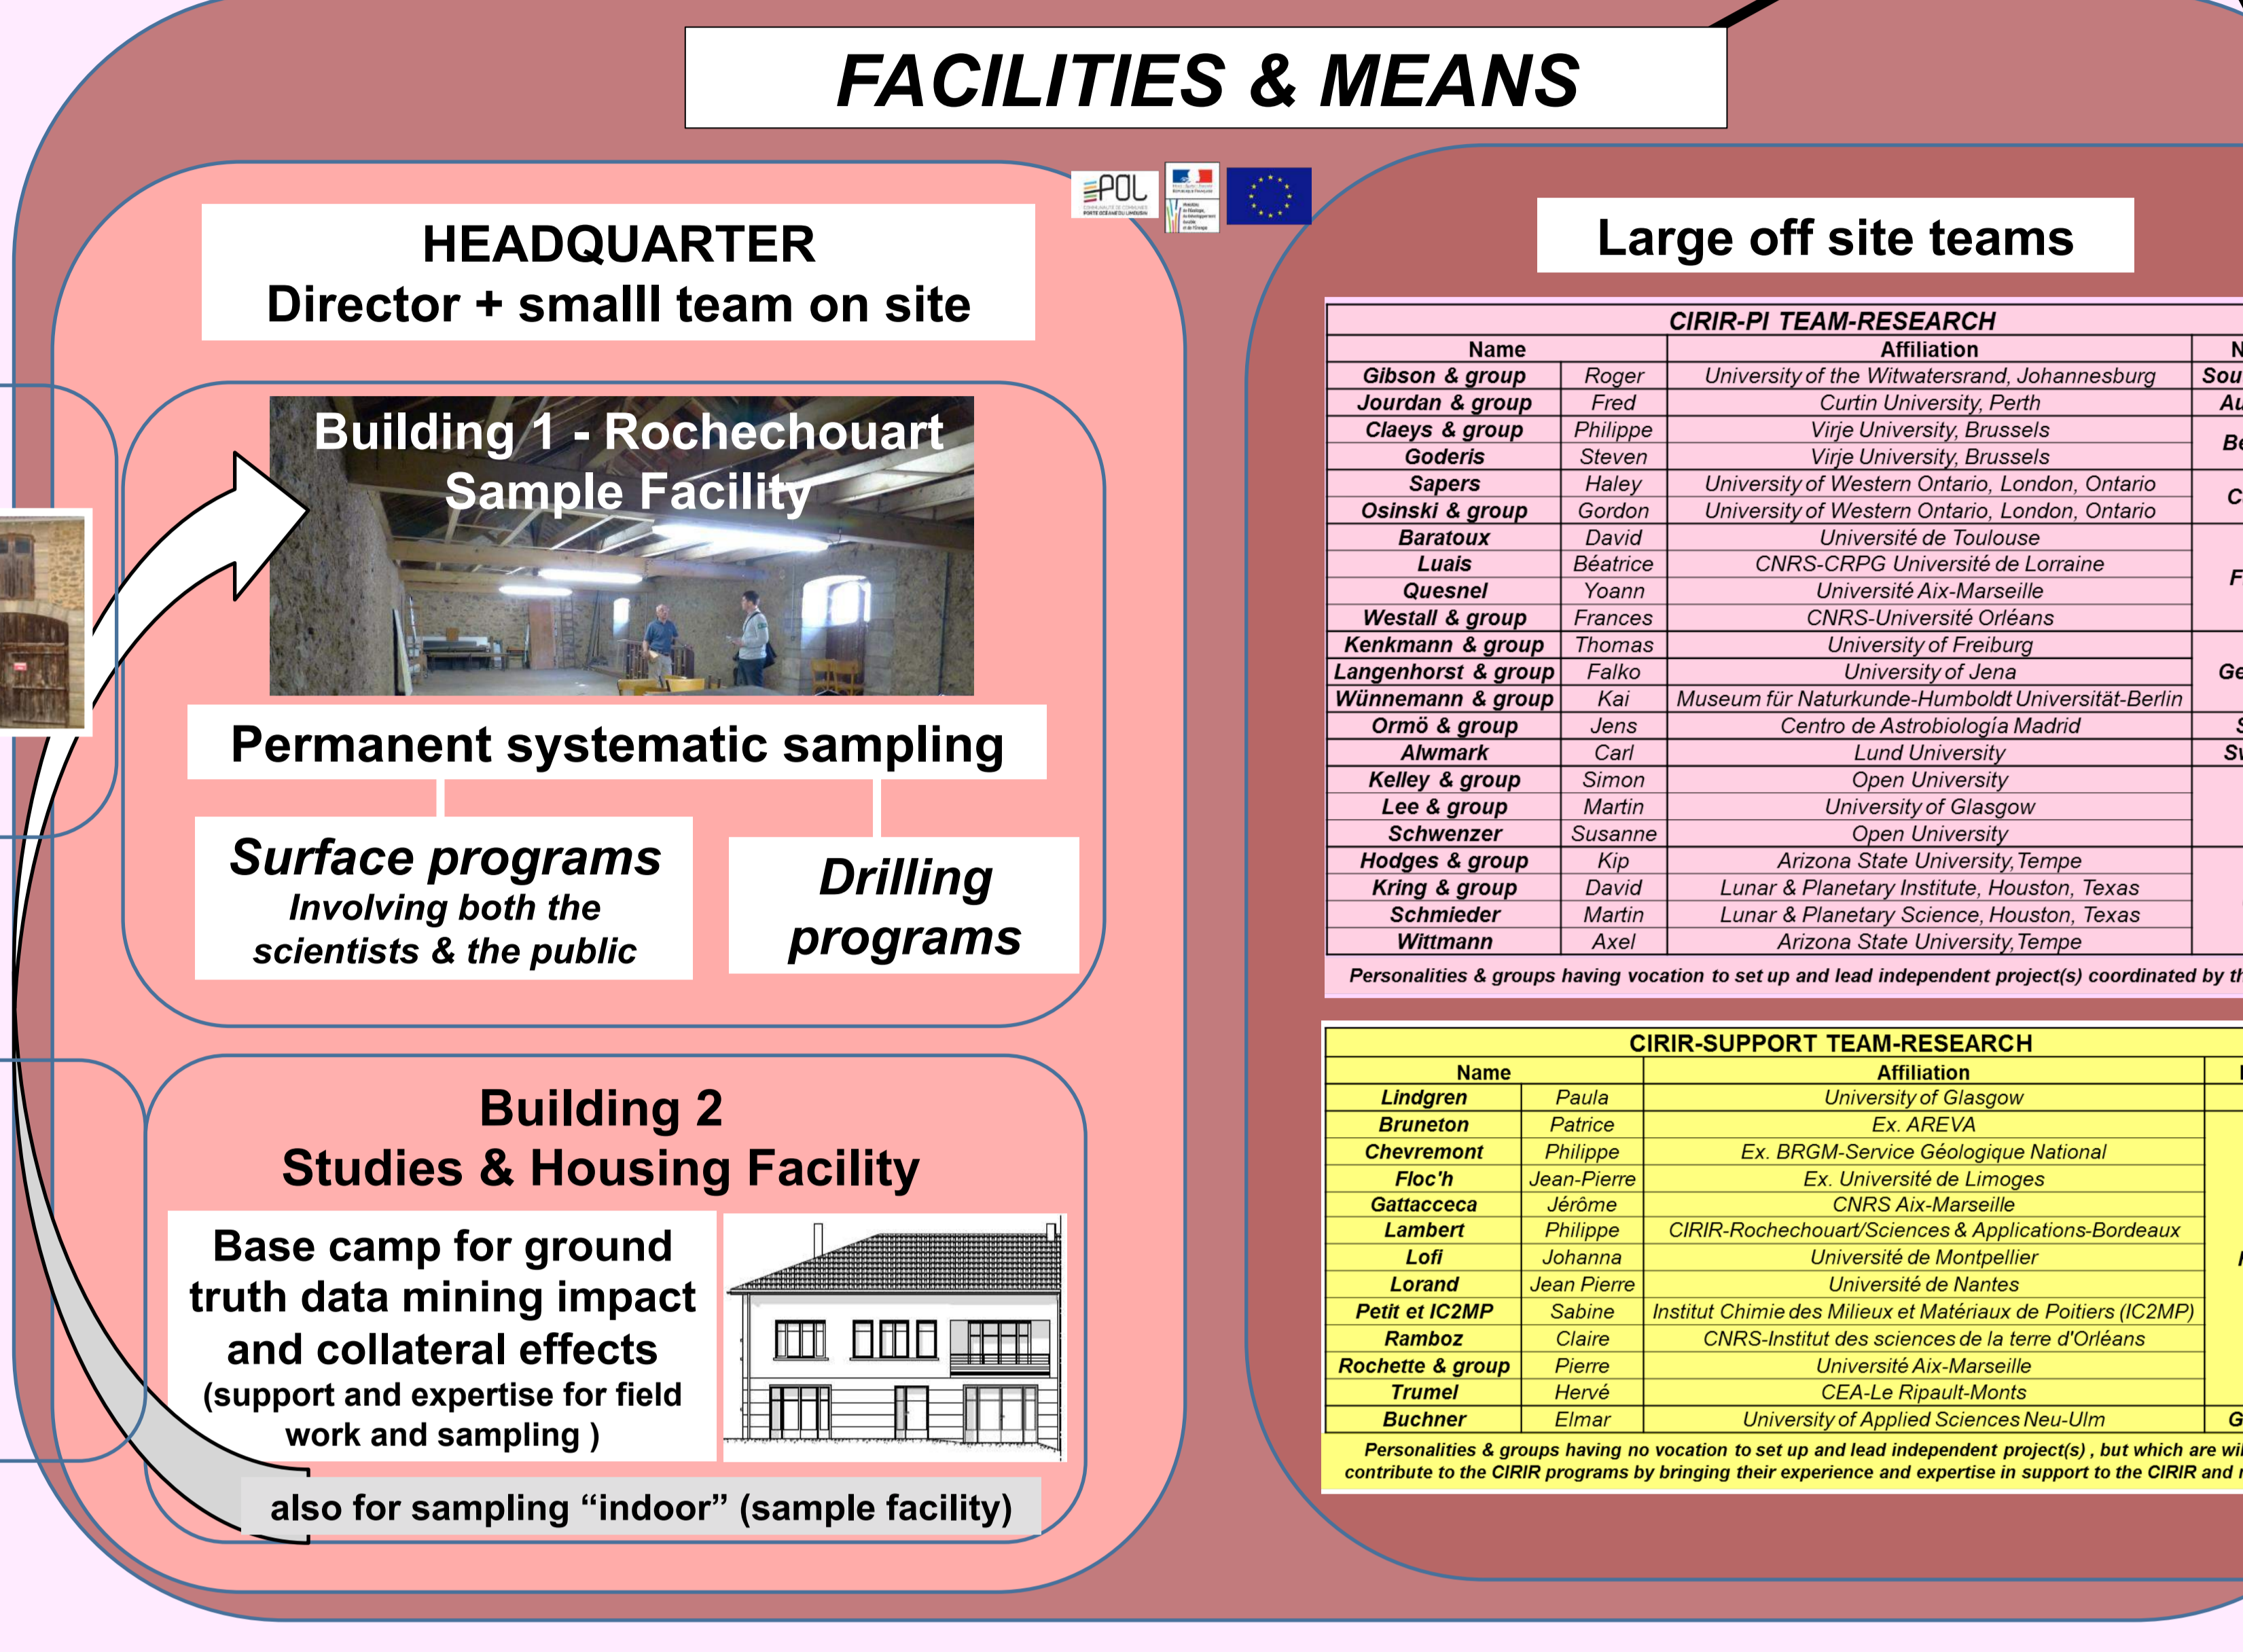 FACILITIES & MEANS
POL
COMMUNAUTÉ DE COMMUNES
PORTE OCÉANE DU LIMOUSIN
HEADQUARTER
Director + smalll team on site
Building 1 - Rochechouart
Sample Facility
Permanent systematic sampling
Surface programs
Involving both the
scientists & the public
Drilling
programs
Building 2
Studies & Housing Facility
Base camp for ground
truth data mining impact
and collateral effects
(support and expertise for field
work and sampling )
also for sampling “indoor” (sample facility)
Large off site teams
CIRIR-PI TEAM-RESEARCH
Name Affiliation N
Gibson & group Roger University of the Witwatersrand, Johannesburg Sou
Jourdan & group Fred Curtin University, Perth Au
Claeys & group Philippe Virje University, Brussels Be
Goderis Steven Virje University, Brussels
Sapers Haley University of Western Ontario, London, Ontario C
Osinski & group Gordon University of Western Ontario, London, Ontario
Baratoux David Université de Toulouse
Luais Béatrice CNRS-CRPG Université de Lorraine F
Quesnel Yoann Université Aix-Marseille
Westall & group Frances CNRS-Université Orléans
Kenkmann & group Thomas University of Freiburg
Langenhorst & group Falko University of Jena Ge
Wünnemann & group Kai Museum für Naturkunde-Humboldt Universität-Berlin
Ormö & group Jens Centro de Astrobiología Madrid S
Alwmark Carl Lund University Sv
Kelley & group Simon Open University
Lee & group Martin University of Glasgow
Schwenzer Susanne Open University
Hodges & group Kip Arizona State University, Tempe
Kring & group David Lunar & Planetary Institute, Houston, Texas
Schmieder Martin Lunar & Planetary Science, Houston, Texas
Wittmann Axel Arizona State University, Tempe
Personalities & groups having vocation to set up and lead independent project(s) coordinated by th
CIRIR-SUPPORT TEAM-RESEARCH
Name Affiliation
Lindgren Paula University of Glasgow
Bruneton Patrice Ex. AREVA
Chevremont Philippe Ex. BRGM-Service Géologique National
Floc'h Jean-Pierre Ex. Université de Limoges
Gattacceca Jérôme CNRS Aix-Marseille
Lambert Philippe CIRIR-Rochechouart/Sciences & Applications-Bordeaux
Lofi Johanna Université de Montpellier
Lorand Jean Pierre Université de Nantes
Petit et IC2MP Sabine Institut Chimie des Milieux et Matériaux de Poitiers (IC2MP)
Ramboz Claire CNRS-Institut des sciences de la terre d'Orléans
Rochette & group Pierre Université Aix-Marseille
Trumel Hervé CEA-Le Ripault-Monts
Buchner Elmar University of Applied Sciences Neu-Ulm G
Personalities & groups having no vocation to set up and lead independent project(s) , but which are wil
contribute to the CIRIR programs by bringing their experience and expertise in support to the CIRIR and